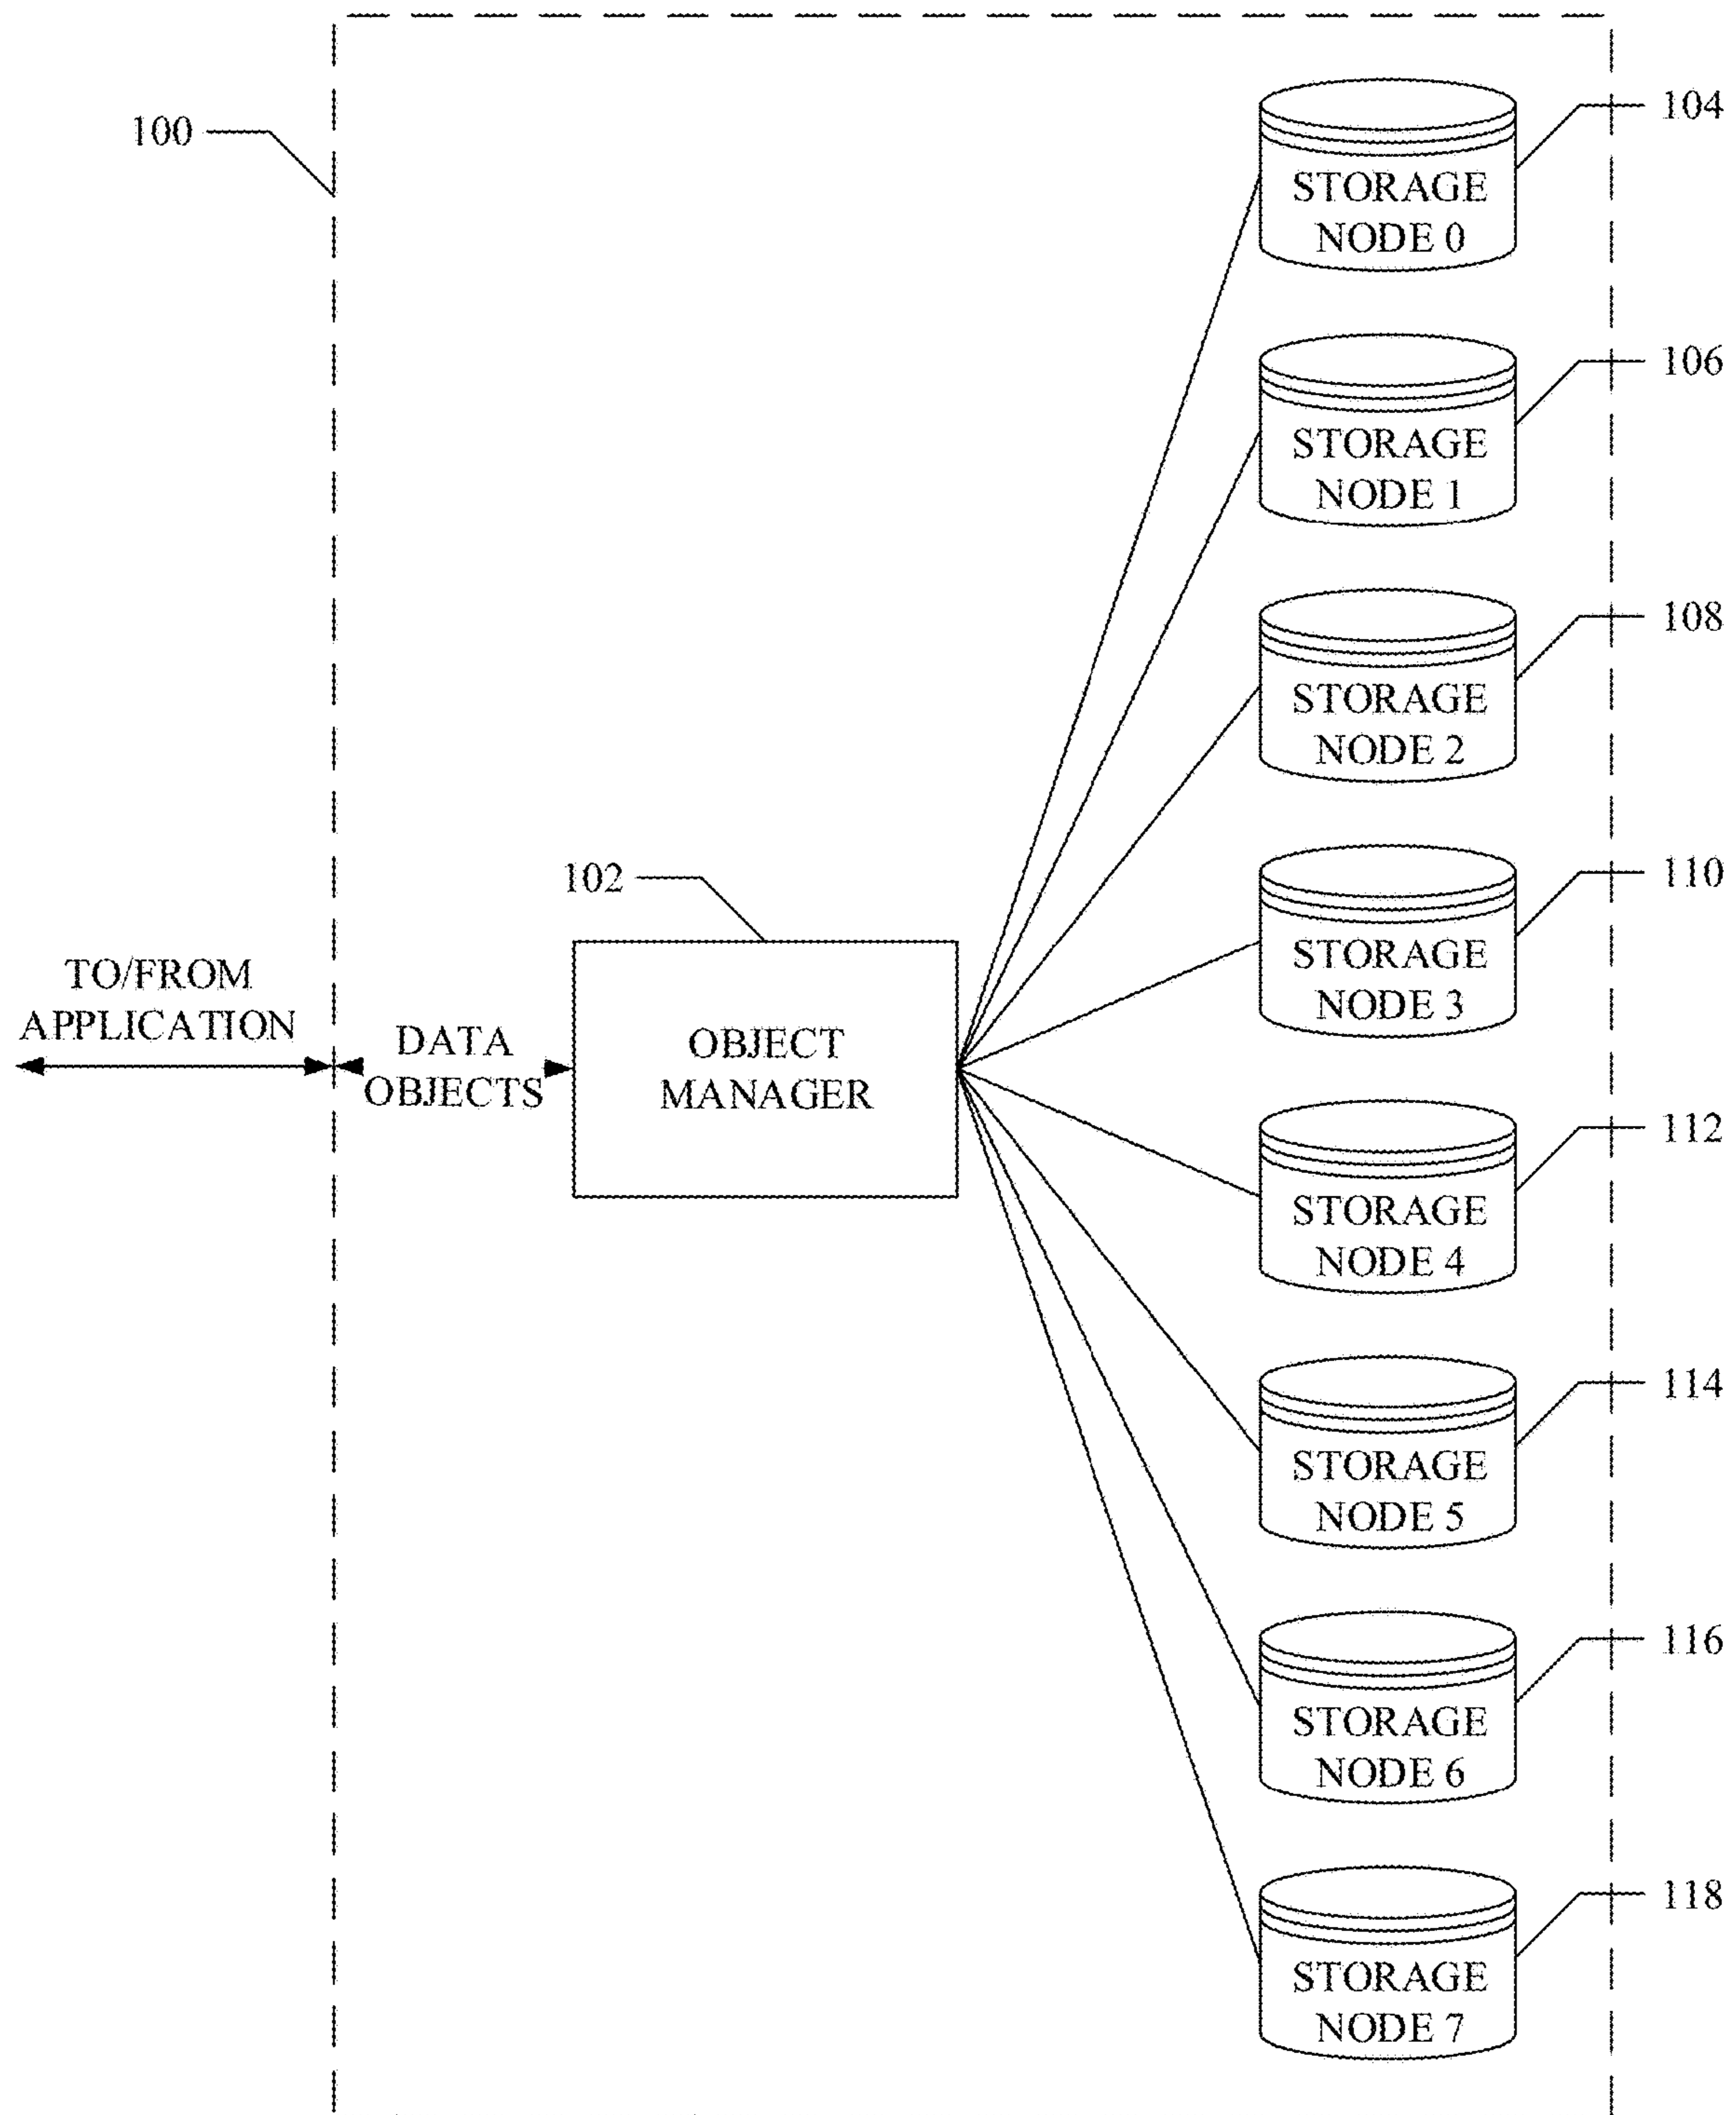 104
100
STORAGE
NODE 0
106
STORAGE
NODE 1
108
STORAGE
NODE 2
110
102
STORAGE
NODE 3
TO/FROM
APPLICATION
DATA
OBJECTS
OBJECT
MANAGER
112
STORAGE
NODE 4
114
STORAGE
NODE 5
116
STORAGE
NODE 6
118
STORAGE
NODE 7